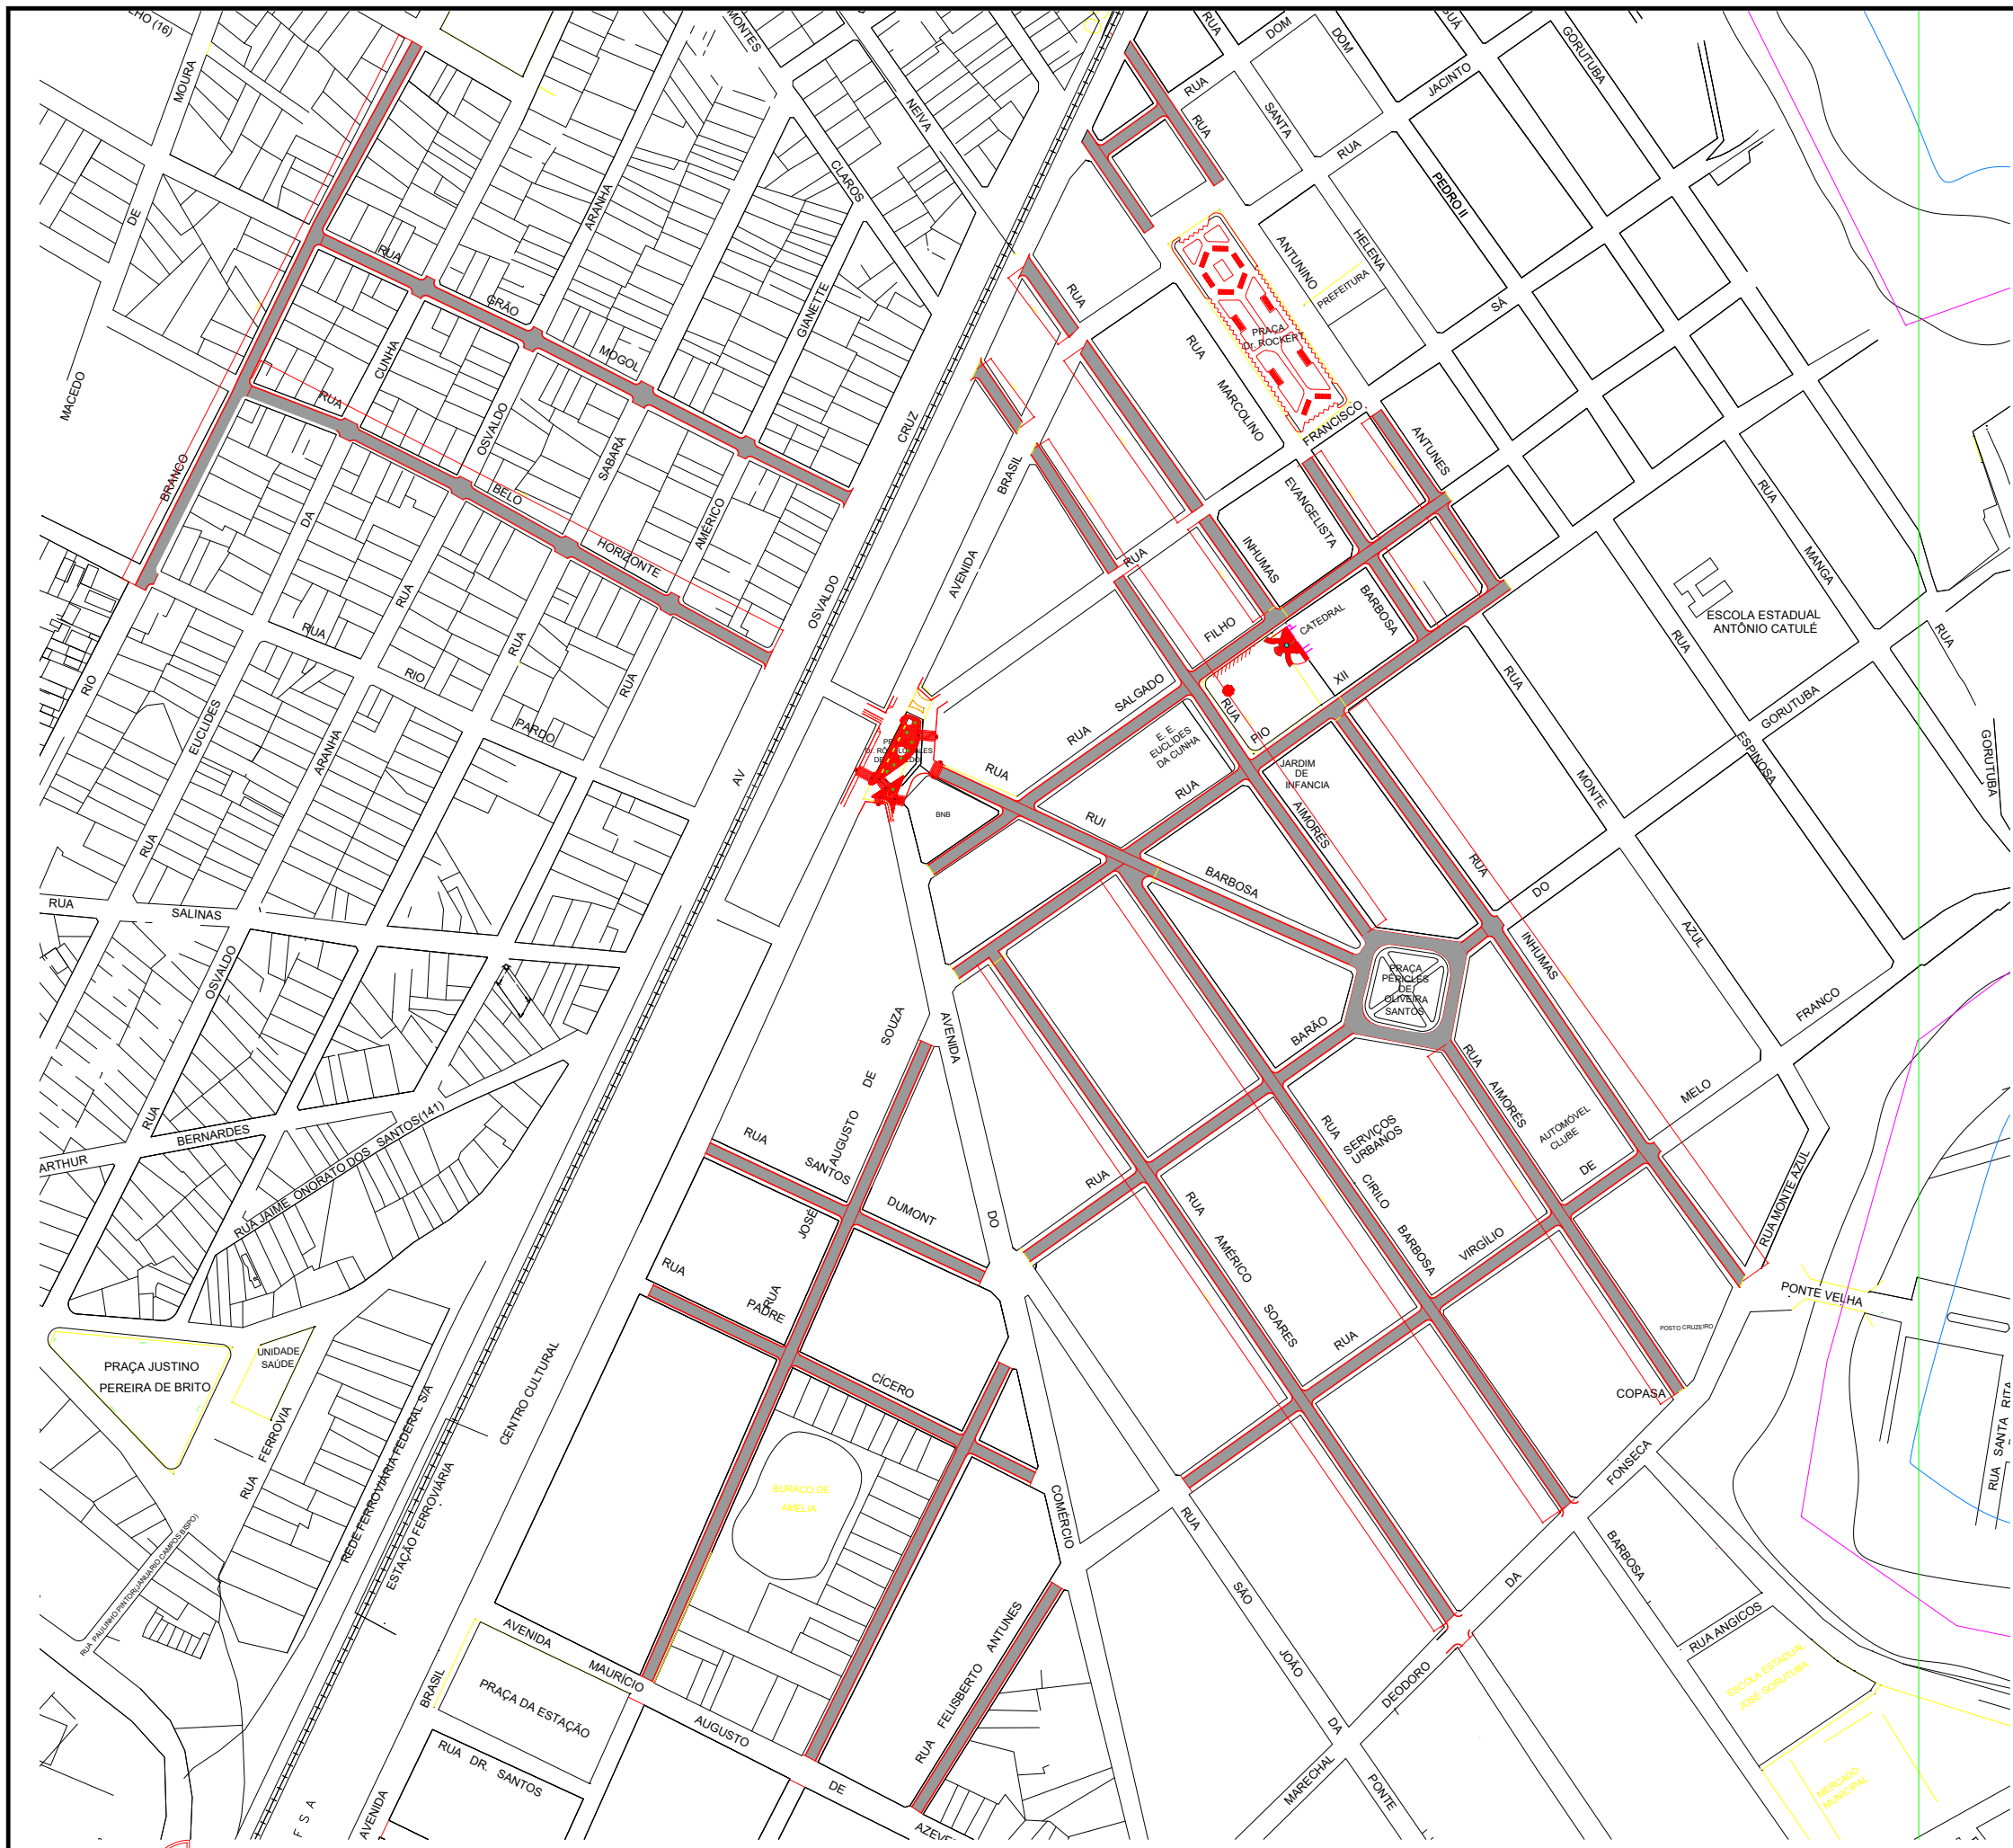 LHO (16)
MOURA
DE
MACEDO
RUA
GRÃO
MOGOL
ARANHA
CUNHA
OSVALDO
GIANETTE
CLAROS
MONTES
NEIVA
CRUZ
RUA
BELO
HORIZONTE
SABARÁ
AMÉRICO
BRANCO
DA
RUA
RUA
RIO
PARDO
RUA
RUA
RIO
EUCLIDES
RUA
ARANHA
OSVALDO
AV
RUA
SALINAS
OSVALDO
RUA
BERNARDES
ARTHUR
RUA JAIME ONORATO DOS SANTOS(141)
PRAÇA JUSTINO
PEREIRA DE BRITO
UNIDADE
SAÚDE
RUA
FERROVIA
REDE FERROVIÁRIA FEDERAL S/A
ESTAÇÃO FERROVIÁRIA
CENTRO CULTURAL
RUA PAULINHO PINTOR(JANUARIO CAMPOS BISPO)
F S A
AVENIDA
BRASIL
AVENIDA
MAURÍCIO
AUGUSTO
DE
PRAÇA DA ESTAÇÃO
RUA DR. SANTOS
RUA
DOM
DOM
RUA
RUA
SANTA
JACINTO
RUA
GORUTUBA
PEDRO II
HELENA
ANTUNINO
PREFEITURA
SÁ
PRAÇA
Dr. ROCKERT
RUA
RUA
MARCOLINO
FRANCISCO
ANTUNES
EVANGELISTA
INHUMAS
BARBOSA
BRASIL
AVENIDA
RUA
FILHO
SALGADO
RUA
CATEDRAL
XII
PIO
RUA
RUA
E. E.
EUCLIDES
DA CUNHA
JARDIM
DE
INFANCIA
AIMORÉS
RUA
RUI
BARBOSA
BNB
RUA
MANGA
ESCOLA ESTADUAL
ANTÔNIO CATULÉ
RUA
RUA
MONTE
AZUL
ESPINOSA
GORUTUBA
DO
RUA
GORUTUBA
RUA
INHUMAS
FRANCO
MELO
DE
VIRGÍLIO
RUA
PRAÇA
PÉRICLES
DE
OLIVEIRA
SANTOS
BARÃO
RUA
RUA
AIMORÉS
AUTOMÓVEL
CLUBE
SERVIÇOS
URBANOS
RUA
CIRILO
BARBOSA
RUA
AMÉRICO
SOARES
RUA MONTE AZUL
PONTE VELHA
POSTO CRUZEIRO
COPASA
RUA SANTA RITA
SOUZA
DE
AUGUSTO
JOSÉ
RUA
RUA
SANTOS
DUMONT
RUA
PADRE
CÍCERO
BURACO DE
AMÉLIA
AVENIDA
DO
COMÉRCIO
RUA
FELISBERTO
ANTUNES
RUA
SÃO
JOÃO
DA
PONTE
MARECHAL
DEODORO
DA
FONSECA
BARBOSA
RUA ANGICOS
ESCOLA ESTADUAL
JOSÉ GORUTUBA
MERCADO
MUNICIPAL